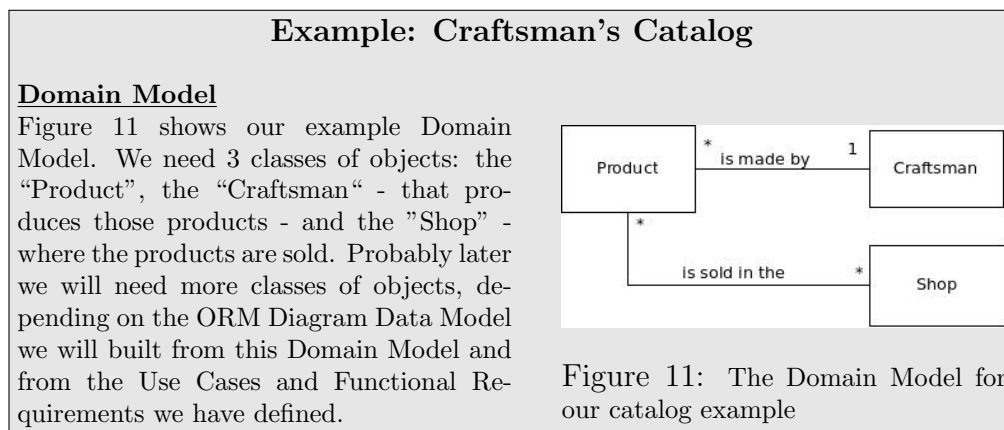 Example: Craftsman's Catalog
Domain Model
Figure 11 shows our example Domain
Model. We need 3 classes of objects: the
“Product”, the “Craftsman“ - that pro-
duces those products - and the ”Shop” -
where the products are sold. Probably later
we will need more classes of objects, de-
pending on the ORM Diagram Data Model
we will built from this Domain Model and
from the Use Cases and Functional Re-
quirements we have defined.
Product
*
is made by
1
Craftsman
*
is sold in the
*
Shop
Figure 11: The Domain Model for
our catalog example